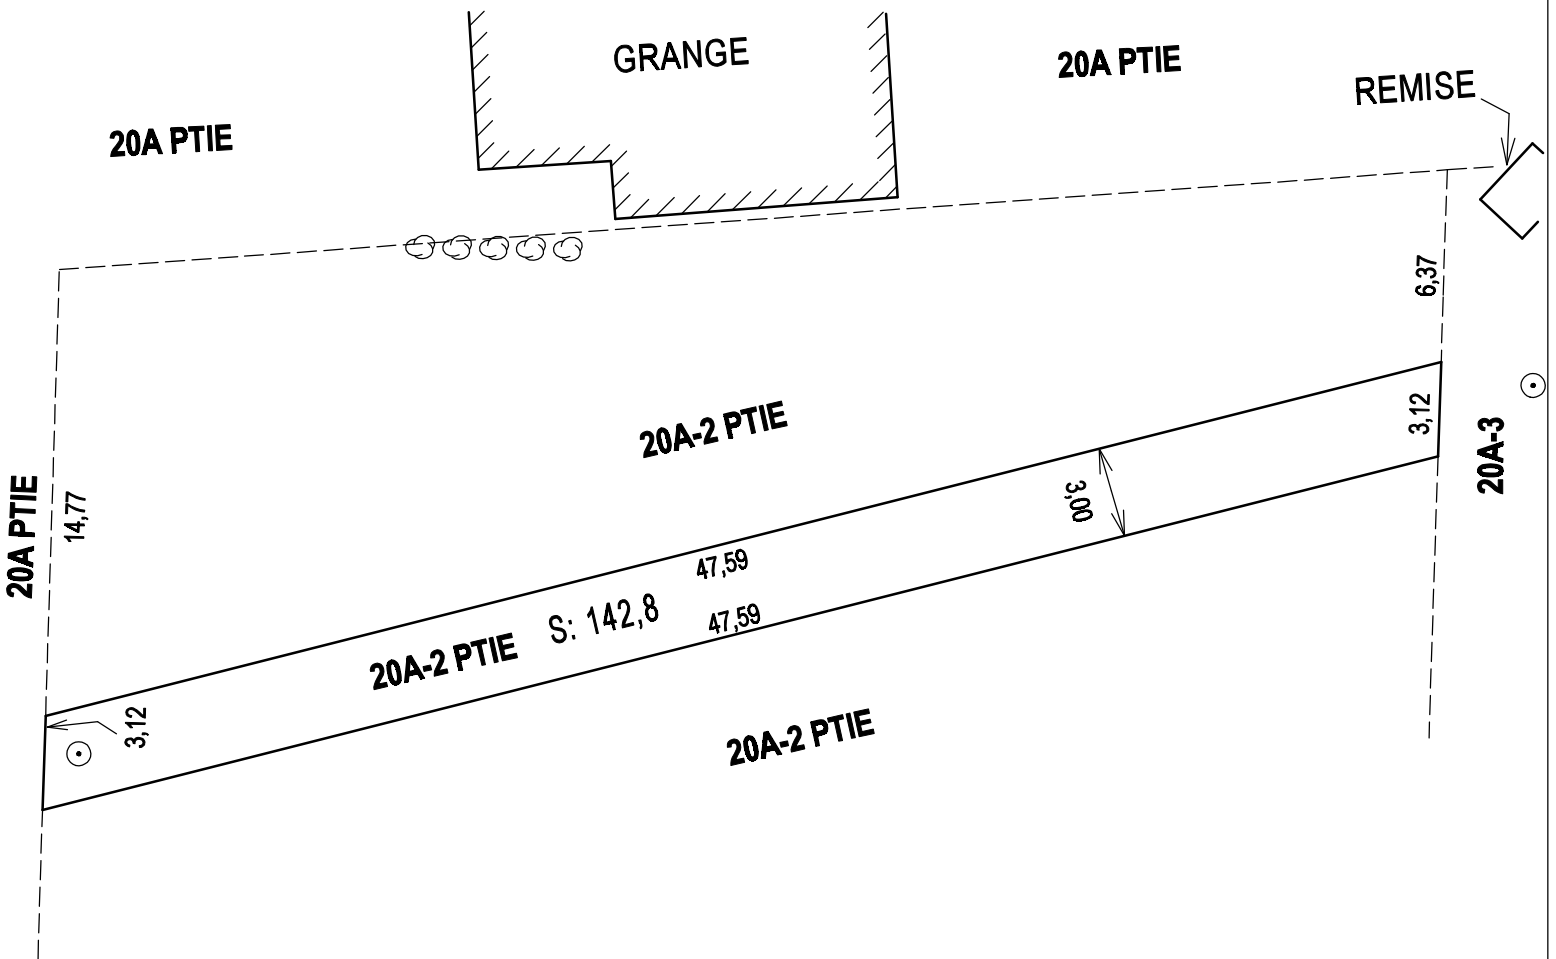 GRANGE
20A PTIE
REMISE
20A PTIE
6,37
3,12
20A-3
20A-2 PTIE
20A PTIE
14,77
3,00
47,59
S: 142,8
47,59
20A-2 PTIE
3,12
20A-2 PTIE